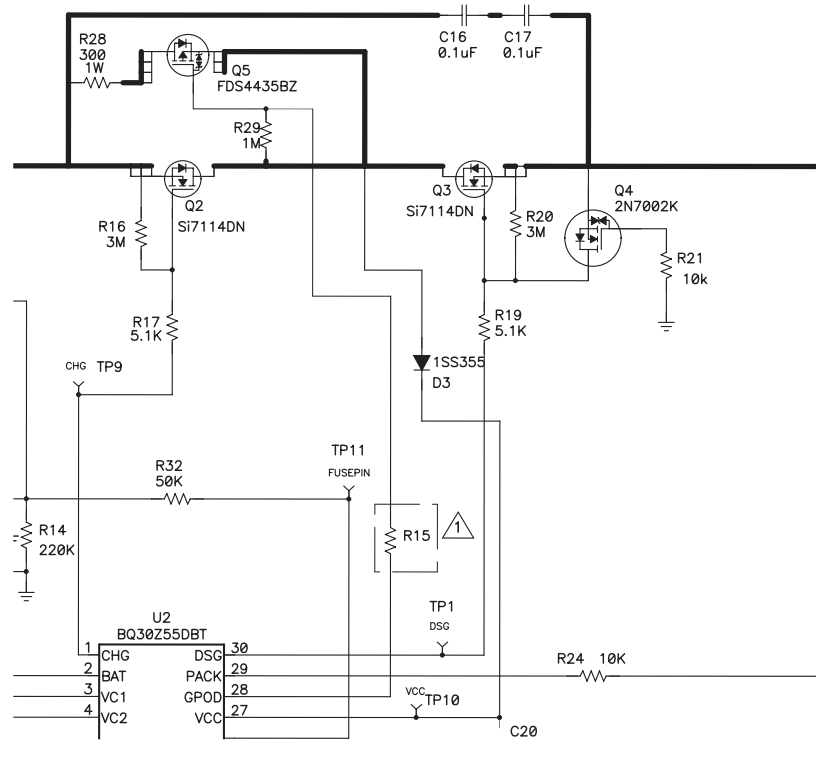 C16
0.1uF
C17
0.1uF
R28
300
1W
Q5
FDS4435BZ
R29
1M
Q2
Si7114DN
Q3
Si7114DN
Q4
2N7002K
R16
3M
R20
3M
R21
10k
R17
5.1K
R19
5.1K
CHG TP9
1SS355
D3
R32
50K
TP11
FUSEPIN
R14
220K
R15
1
U2
BQ30Z55DBT
TP1
DSG
1 CHG DSG 30
2 BAT PACK 29
3 VC1 GPOD 28
4 VC2 VCC 27
R24 10K
VCC TP10
C20